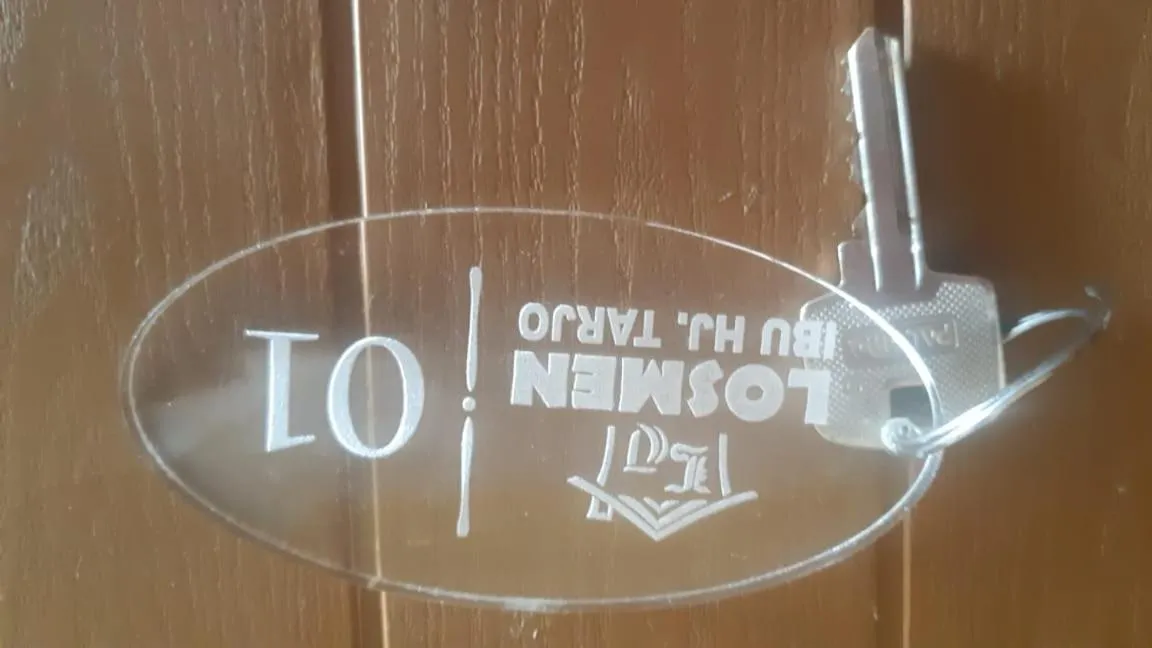 LOSMEN
IBU HJ. TARJO
01